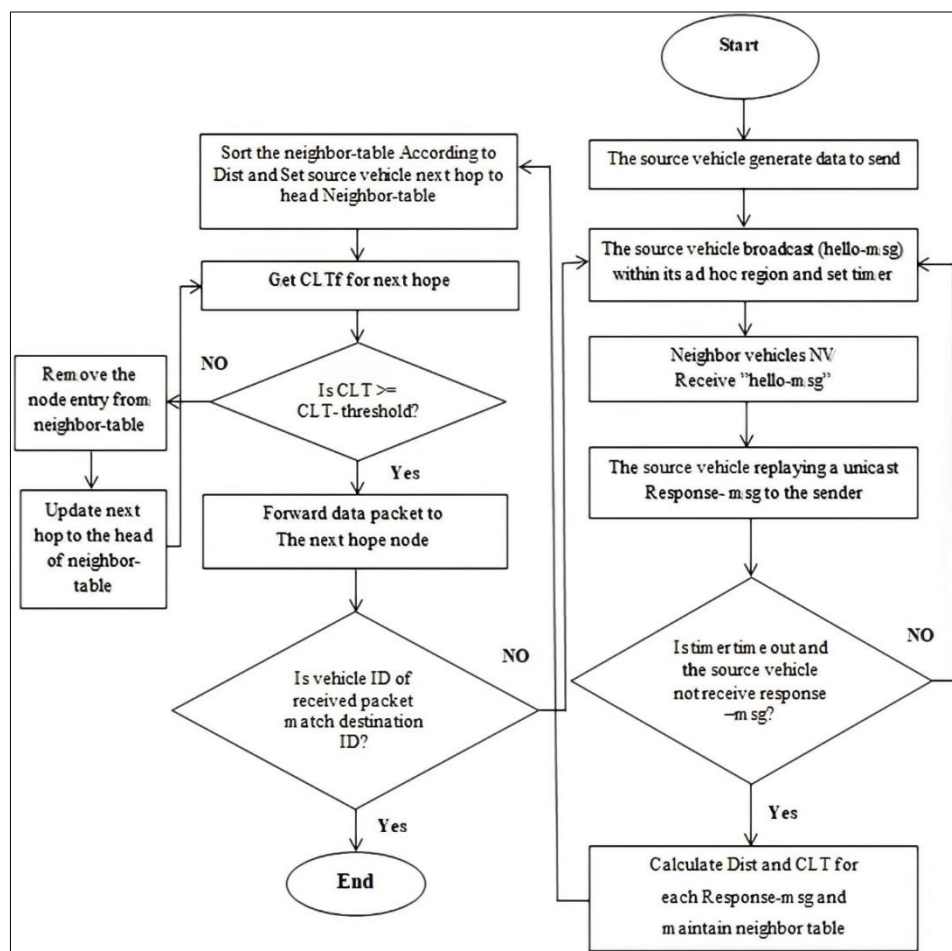 Start
The source vehicle generate data to send
The source vehicle broadcast (hello-msg)
within its ad hoc region and set timer
Neighbor vehicles NV
Receive "hello-msg"
The source vehicle replaying a unicast
Response- msg to the sender
Is timer time out and
the source vehicle
not receive response
–msg?
NO
Yes
Calculate Dist and CLT for
each Response-msg and
maintain neighbor table
Sort the neighbor-table According to
Dist and Set source vehicle next hop to
head Neighbor-table
Get CLTf for next hope
Is CLT >=
CLT- threshold?
NO
Remove the
node entry from
neighbor-table
Update next
hop to the head
of neighbor-
table
Yes
Forward data packet to
The next hope node
Is vehicle ID of
received packet
match destination
ID?
NO
Yes
End